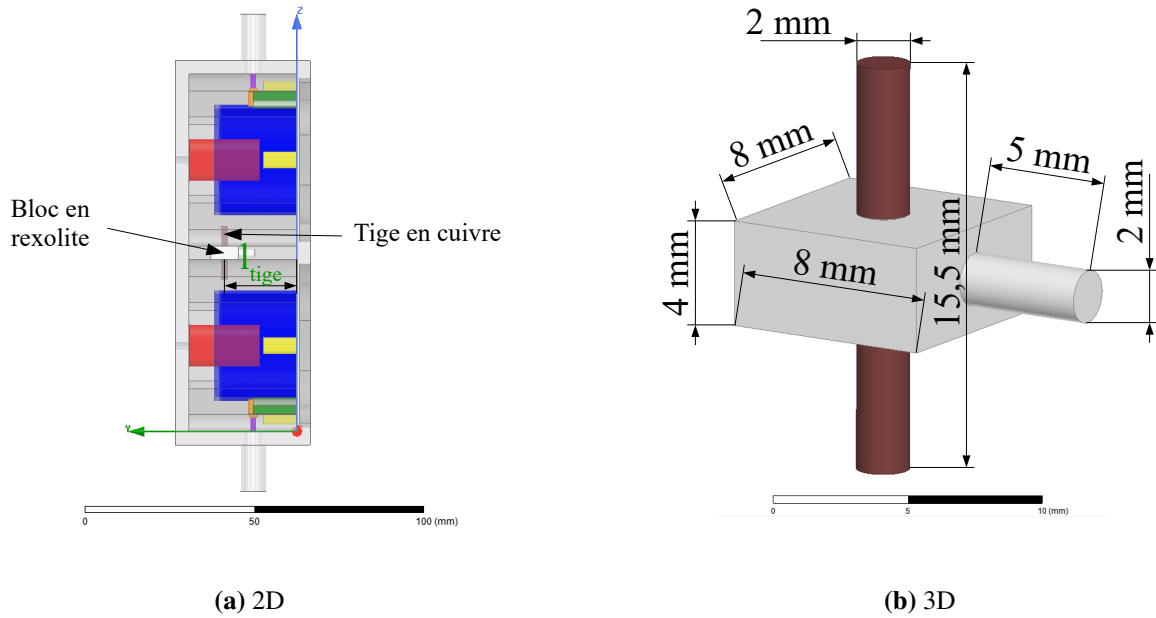 Z
Bloc en
rexolite
Tige en cuivre
l
tige
Y
0
50
100 (mm)
(a) 2D
2 mm
8 mm
5 mm
2 mm
4 mm
8 mm
15,5 mm
0
5
10 (mm)
(b) 3D